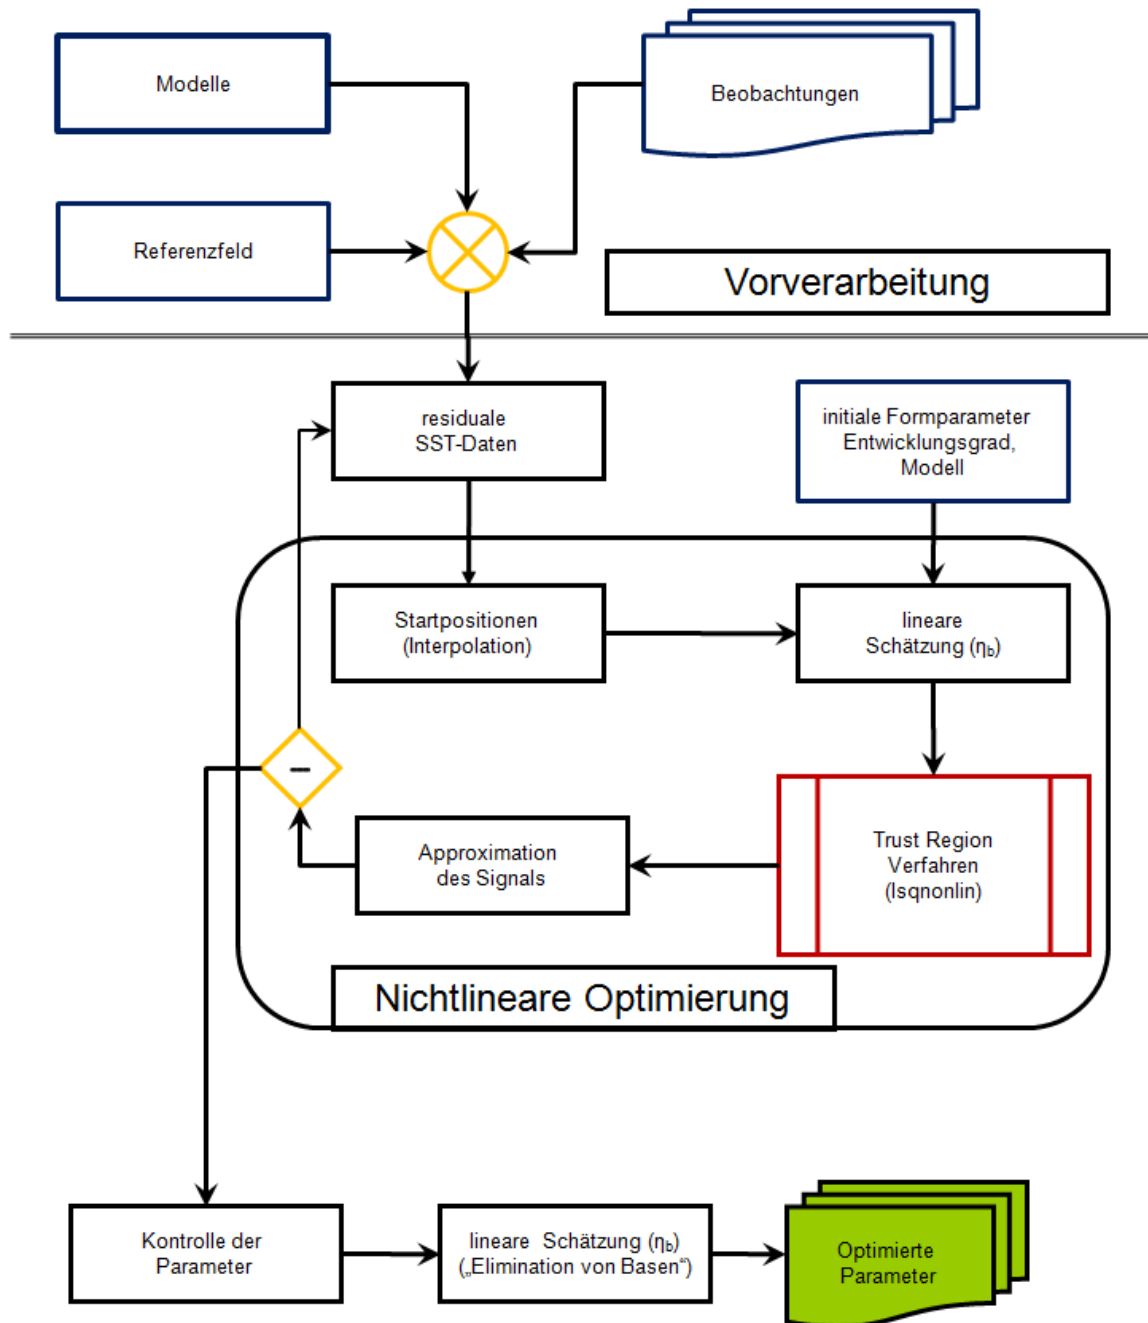 Modelle
Beobachtungen
Referenzfeld
Vorverarbeitung
residuale
SST-Daten
initiale Formparameter
Entwicklungsgrad,
Modell
Startpositionen
(Interpolation)
lineare
Schätzung (ηb)
–
Approximation
des Signals
Trust Region
Verfahren
(lsqnonlin)
Nichtlineare Optimierung
Kontrolle der
Parameter
lineare Schätzung (ηb)
(„Elimination von Basen“)
Optimierte
Parameter